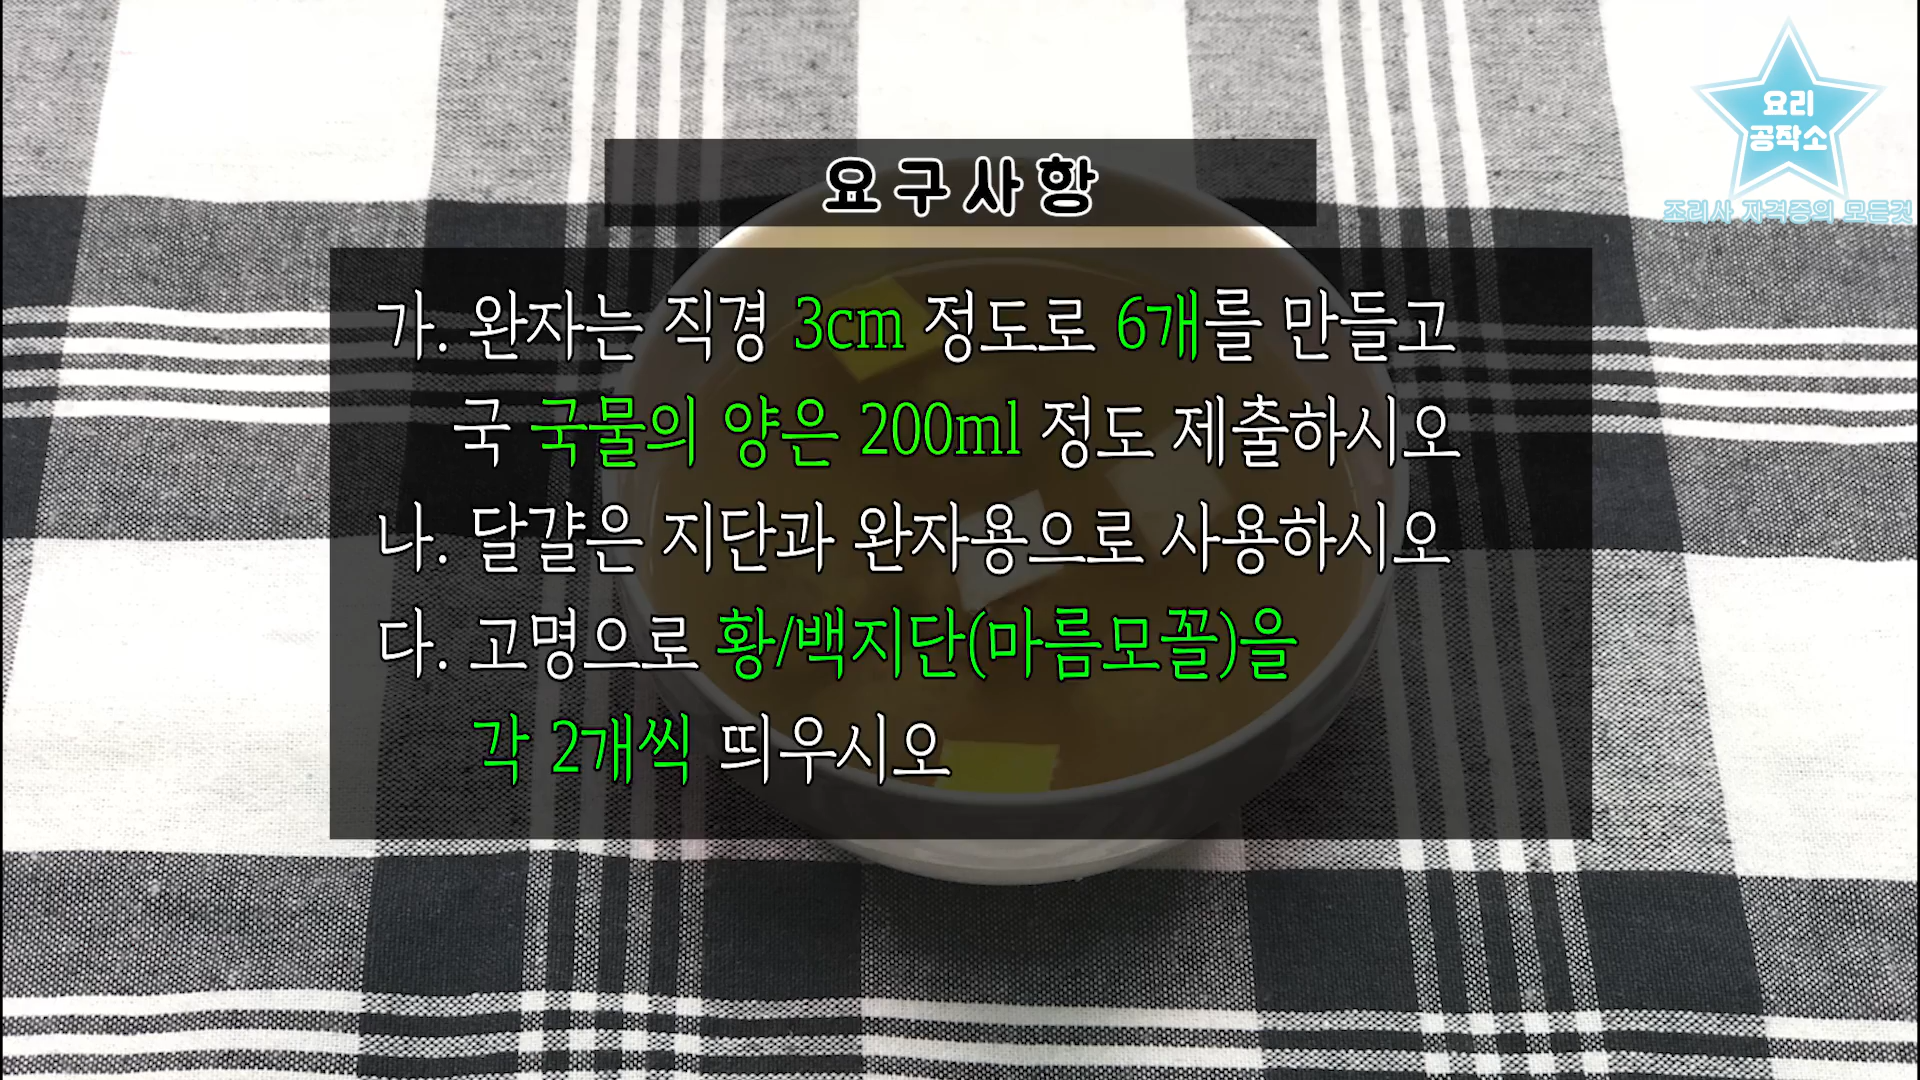 요리
공작소
조리사 자격증의 모든것
요구사항
가. 완자는 직경 3cm 정도로 6개를 만들고
국 국물의 양은 200ml 정도 제출하시오
나. 달걀은 지단과 완자용으로 사용하시오
다. 고명으로 황/백지단(마름모꼴)을
각 2개씩 띄우시오